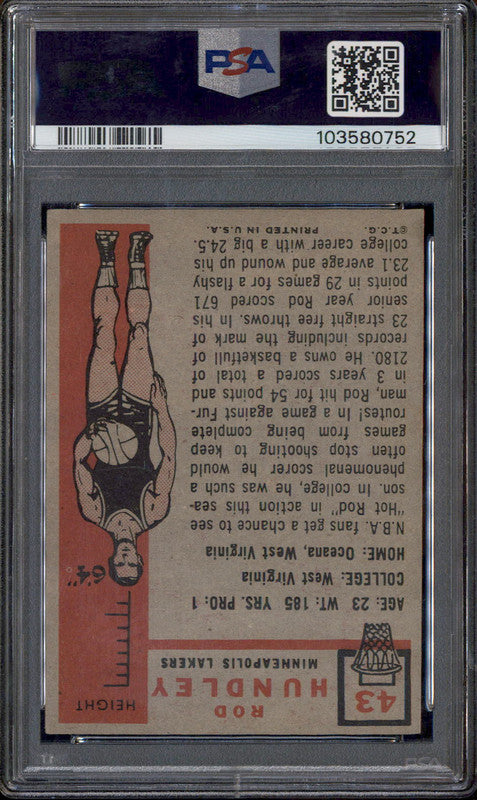 PSA
103580752
43
ROD
HUNDLEY
MINNEAPOLIS LAKERS
HEIGHT
6'4"
AGE: 23 WT: 185 YRS. PRO: 1
COLLEGE: West Virginia
HOME: Oceana, West Virginia
N.B.A. fans get a chance to see
"Hot Rod" in action this sea-
son. In college, he was such a
phenomenal scorer he would
often stop shooting to keep
games from being complete
routes! In a game against Fur-
man, Rod hit for 54 points and
in 3 years scored a total of
2180. He owns a basketfull of
records including the mark of
23 straight free throws. In his
senior year Rod scored 671
points in 29 games for a flashy
23.1 average and wound up his
college career with a big 24.5.
©T.C.G. PRINTED IN U.S.A.
PSA